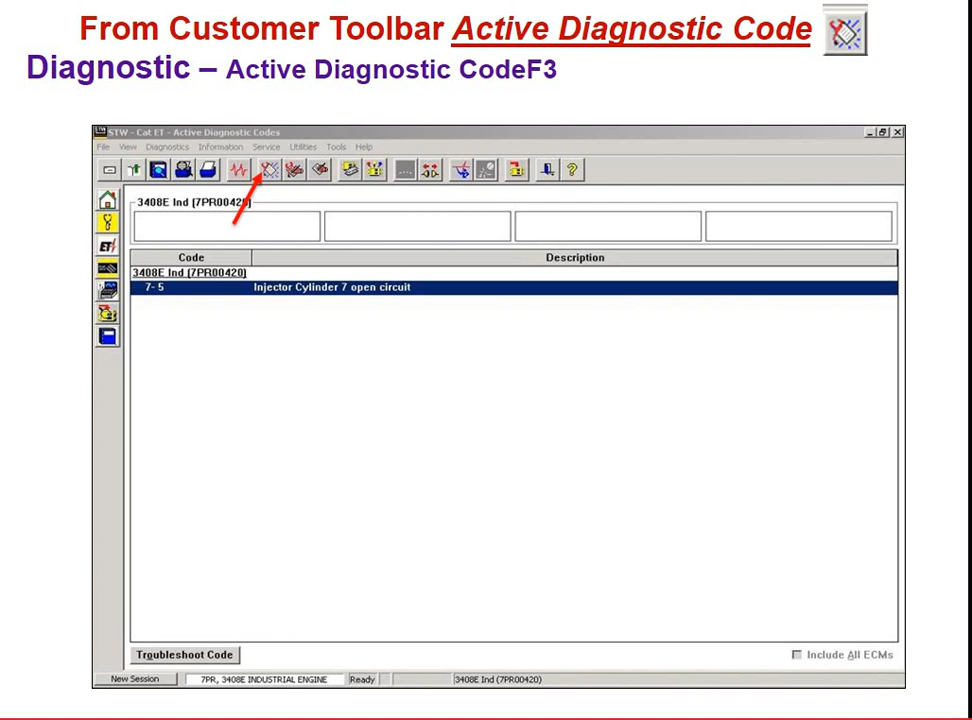 From Customer Toolbar Active Diagnostic Code
Diagnostic – Active Diagnostic CodeF3
STW - Cat ET - Active Diagnostic Codes
File View Diagnostics Information Service Utilities Tools Help
ET
3408E Ind (7PR00420)
Code Description
3408E Ind (7PR00420)
7- 5 Injector Cylinder 7 open circuit
Troubleshoot Code Include All ECMs
New Session 7PR, 3408E INDUSTRIAL ENGINE Ready 3408E Ind (7PR00420)